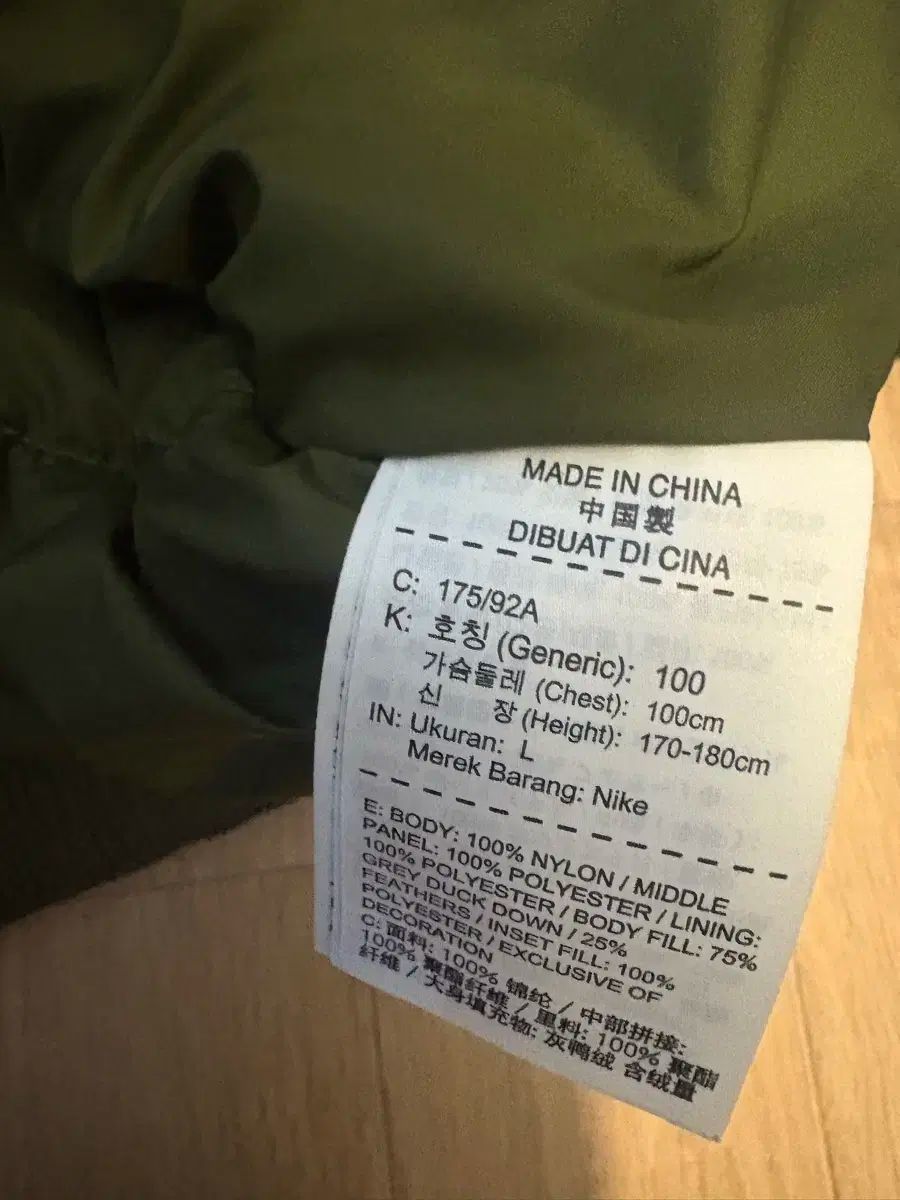 MADE IN CHINA
中国製
DIBUAT DI CINA
C: 175/92A
K: 호칭 (Generic): 100
가슴둘레 (Chest): 100cm
신 장 (Height): 170-180cm
IN: Ukuran: L
Merek Barang: Nike
E: BODY: 100% NYLON / MIDDLE
PANEL: 100% POLYESTER / LINING:
100% POLYESTER / BODY FILL: 75%
GREY DUCK DOWN / 25%
FEATHERS / INSET FILL: 100%
POLYESTER / EXCLUSIVE OF
DECORATION
C: 面料: 100% 锦纶 / 中部拼接:
100% 聚酯纤维 / 里料: 100% 聚酯
纤维 / 大身填充物: 灰鸭绒 含绒量